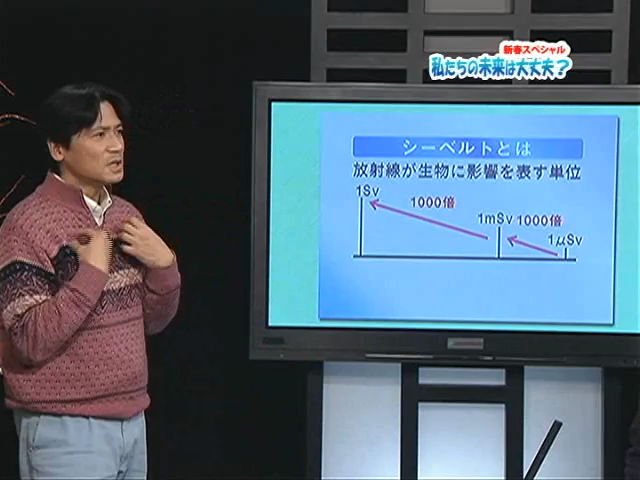 新春スペシャル
私たちの未来は大丈夫？
シーベルトとは
放射線が生物に影響を表す単位
1Sv
1000倍
1mSv
1000倍
1μSv